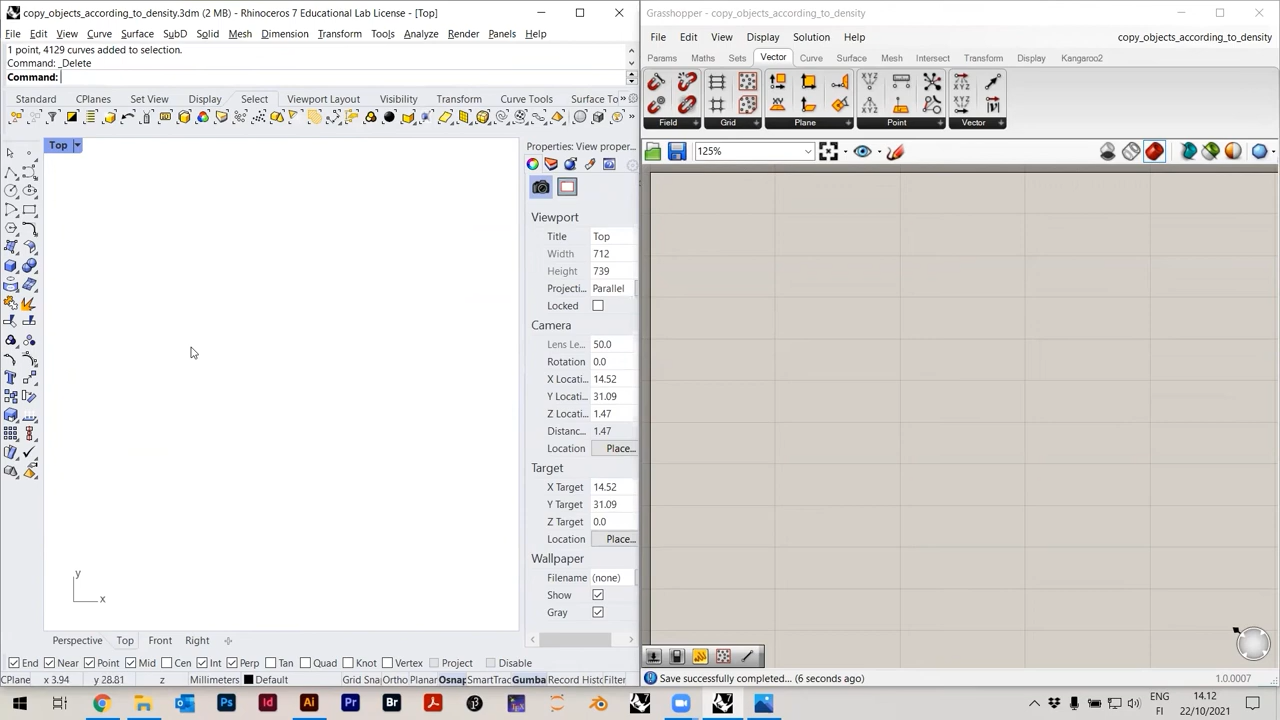 copy_objects_according_to_density.3dm (2 MB) - Rhinoceros 7 Educational Lab License - [Top]
File Edit View Curve Surface SubD Solid Mesh Dimension Transform Tools Analyze Render Panels Help
1 point, 4129 curves added to selection.
Command: _Delete
Command:
Standard CPlanes Set View Display Select Viewport Layout Visibility Transform Curve Tools Surface To »
Top
Properties: View proper...
Viewport
Title Top
Width 712
Height 739
Projecti... Parallel
Locked
Camera
Lens Le... 50.0
Rotation 0.0
X Locati... 14.52
Y Locati... 31.09
Z Locati... 1.47
Distanc... 1.47
Location Place...
Target
X Target 14.52
Y Target 31.09
Z Target 0.0
Location Place...
Wallpaper
Filename (none)
Show
Gray
y
x
Perspective Top Front Right
End Near Point Mid Cen Int Perp Tan Quad Knot Vertex Project Disable
CPlane x 3.94 y 28.81 z Millimeters Default Grid Sn Ortho Planar Osnap SmartTrac Gumba Record Hist Filter
Grasshopper - copy_objects_according_to_density
File Edit View Display Solution Help copy_objects_according_to_density
Params Maths Sets Vector Curve Surface Mesh Intersect Transform Display Kangaroo2
Field Grid Plane Point Vector
125%
Save successfully completed... (6 seconds ago) 1.0.0007
Ps Id Ai Pr Br
ENG 14.12
FI 22/10/2021